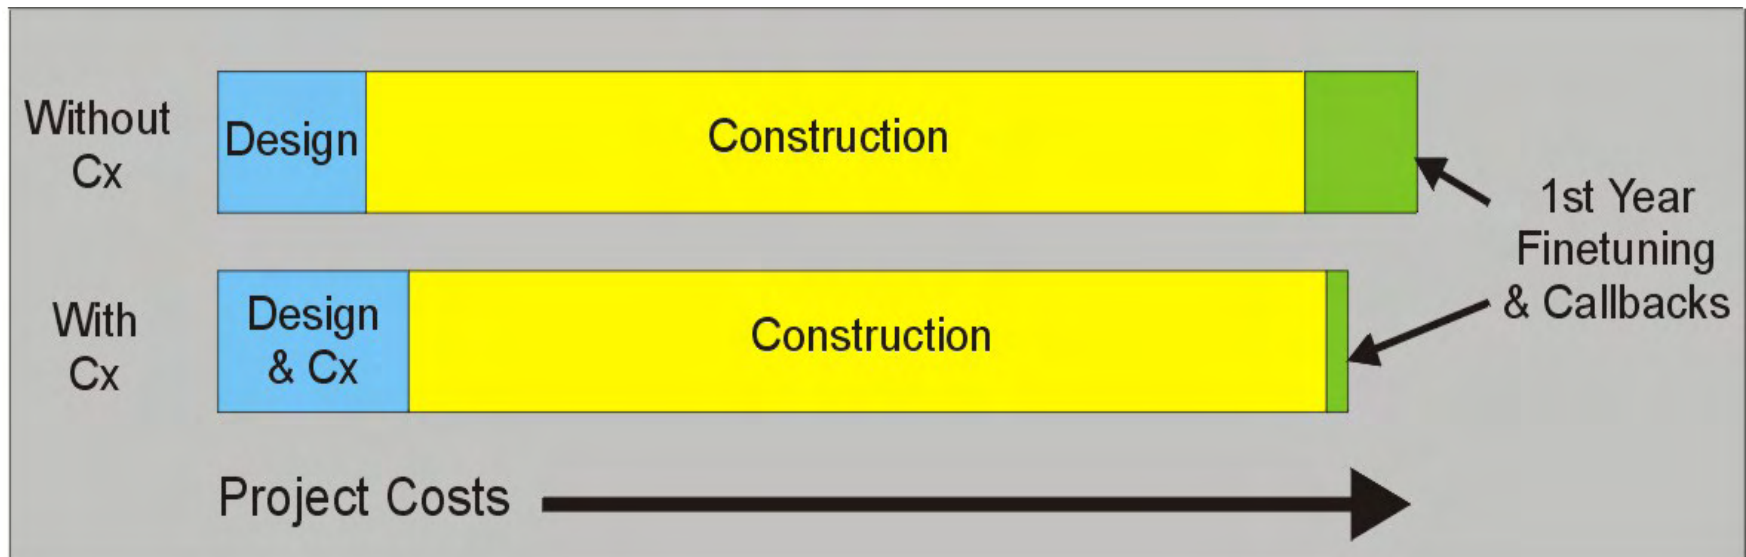 Without
Cx
Design
Construction
1st Year
Finetuning
& Callbacks
With
Cx
Design
& Cx
Construction
Project Costs